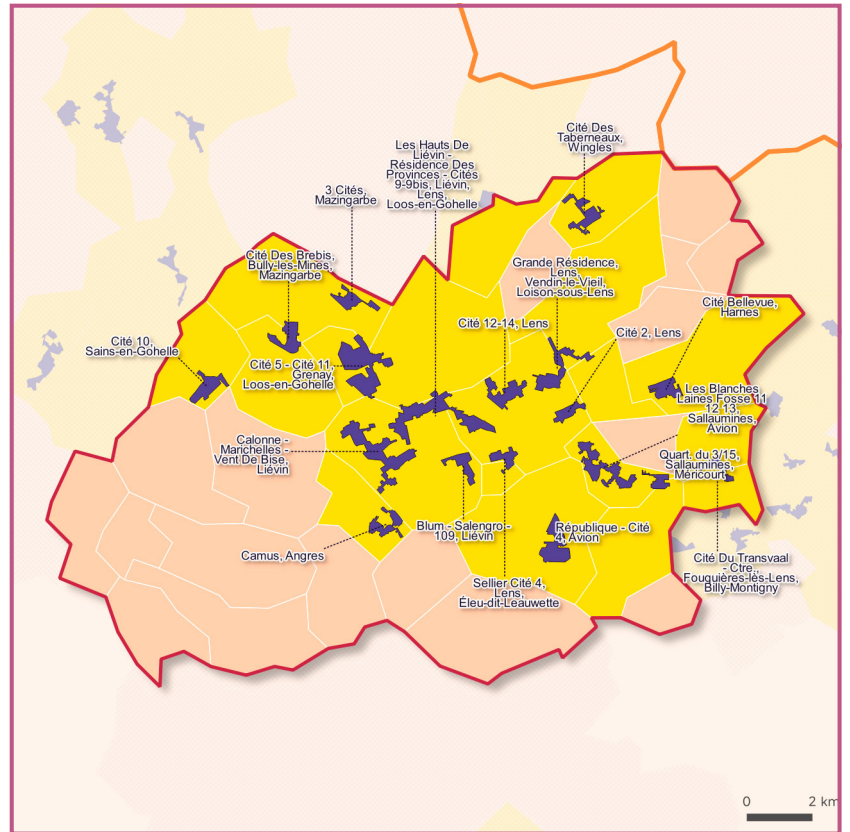 Cité Des
Taberneaux,
Wingles
Les Hauts De
Liévin -
Résidence Des
Provinces - Cités
9-9bis, Liévin,
Lens,
Loos-en-Gohelle
3 Cités,
Mazingarbe
Cité Des Brebis,
Bully-les-Mines,
Mazingarbe
Grande Résidence,
Lens,
Vendin-le-Vieil,
Loison-sous-Lens
Cité Bellevue,
Harnes
Cité 12-14, Lens
Cité 2, Lens
Cité 10,
Sains-en-Gohelle
Cité 5 - Cité 11,
Grenay,
Loos-en-Gohelle
Les Blanches
Laines Fosse 11
12 13,
Sallaumines,
Avion
Calonne -
Marichelles -
Vent De Bise,
Liévin
Quart. du 3/15,
Sallaumines,
Méricourt
Blum - Salengro -
109, Liévin
République - Cité
4, Avion
Camus, Angres
Cité Du Transvaal
- Ctre.,
Fouquières-lès-Lens,
Billy-Montigny
Sellier Cité 4,
Lens,
Éleu-dit-Leauwette
0 2 km